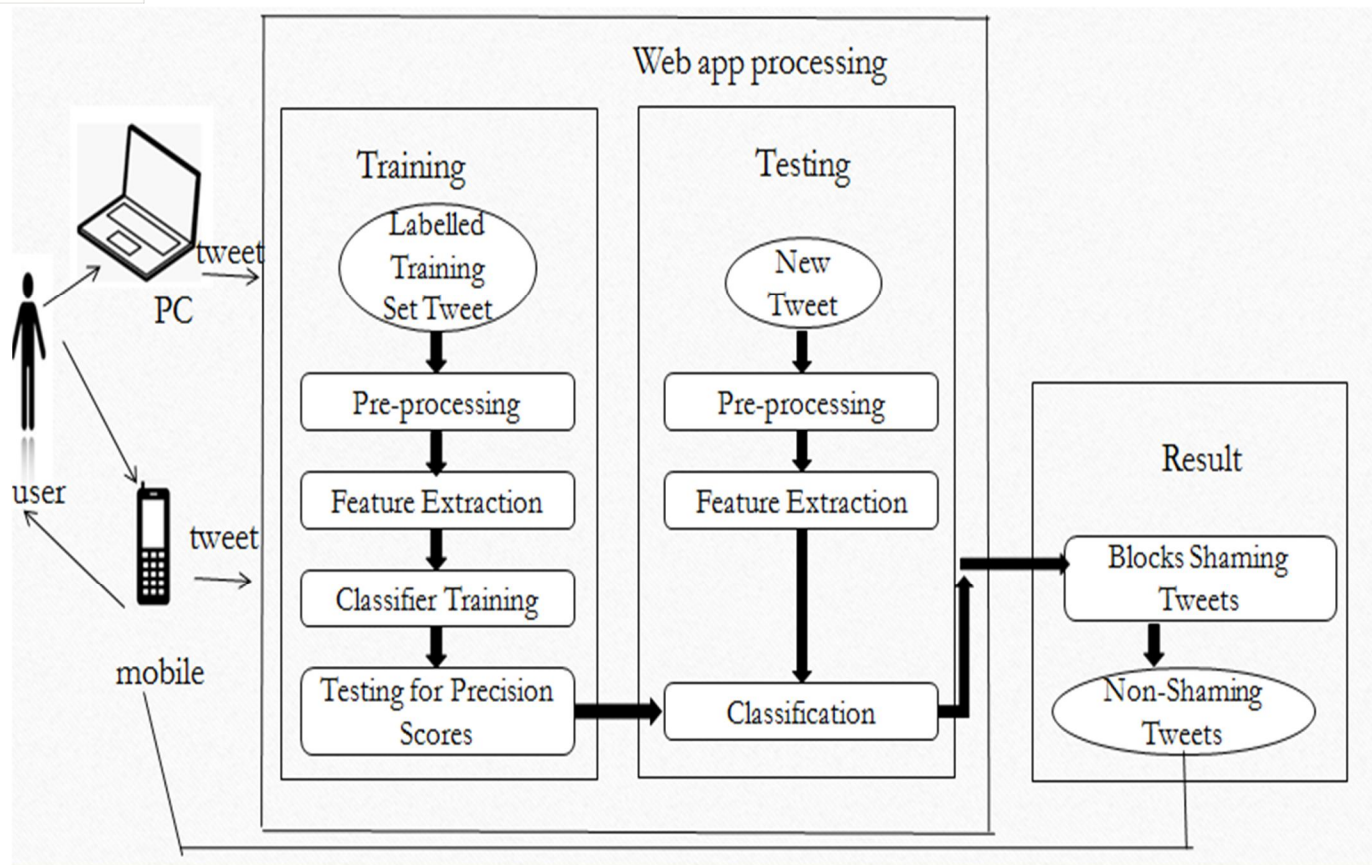 Web app processing
Training
Labelled
Training
Set Tweet
Pre-processing
Feature Extraction
Classifier Training
Testing for Precision
Scores
Testing
New
Tweet
Pre-processing
Feature Extraction
Classification
Result
Blocks Shaming
Tweets
Non-Shaming
Tweets
tweet
PC
user
tweet
mobile